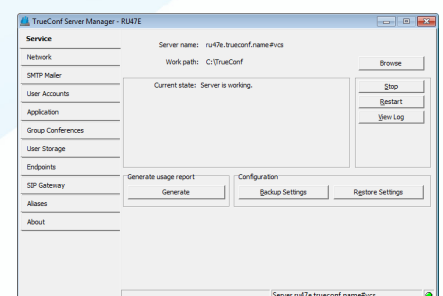 TrueConf Server Manager - RU47E
Service
Server name: ru47e.trueconf.name#vcs
Network
Work path: C:\TrueConf
Browse
SMTP Mailer
Current state: Server is working.
Stop
User Accounts
Restart
Application
View Log
Group Conferences
User Storage
Endpoints
Generate usage report
Configuration
SIP Gateway
Generate
Backup Settings
Restore Settings
Aliases
About
Server ru47e.trueconf.name#vcs